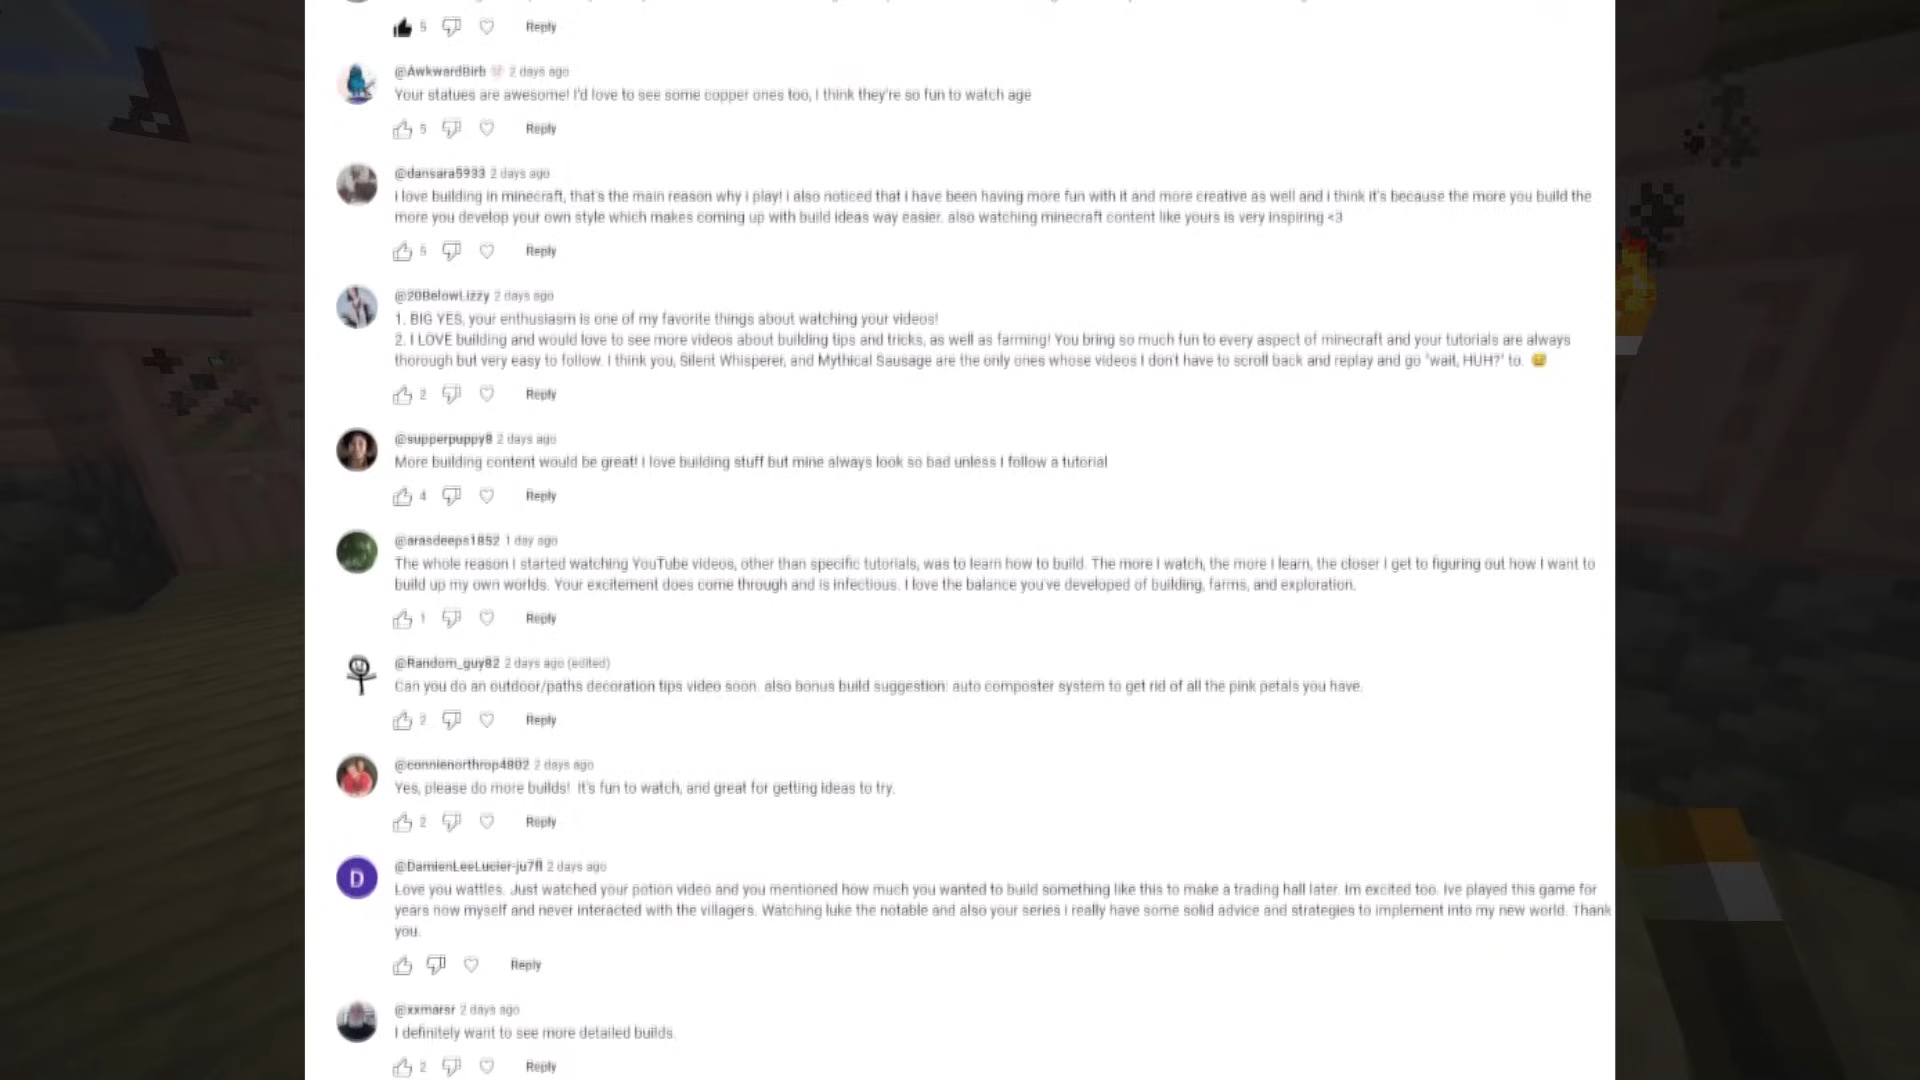 5 Reply
@AwkwardBirb 2 days ago
Your statues are awesome! I'd love to see some copper ones too, I think they're so fun to watch age
5 Reply
@dansara5933 2 days ago
i love building in minecraft, that's the main reason why i play! i also noticed that i have been having more fun with it and more creative as well and i think it's because the more you build the
more you develop your own style which makes coming up with build ideas way easier. also watching minecraft content like yours is very inspiring <3
5 Reply
@20BelowLizzy 2 days ago
1. BIG YES, your enthusiasm is one of my favorite things about watching your videos!
2. I LOVE building and would love to see more videos about building tips and tricks, as well as farming! You bring so much fun to every aspect of minecraft and your tutorials are always
thorough but very easy to follow. I think you, Silent Whisperer, and Mythical Sausage are the only ones whose videos I don't have to scroll back and replay and go "wait, HUH?" to. 😅
2 Reply
@supperpuppy8 2 days ago
More building content would be great! I love building stuff but mine always look so bad unless I follow a tutorial
4 Reply
@arasdeeps1852 1 day ago
The whole reason I started watching YouTube videos, other than specific tutorials, was to learn how to build. The more I watch, the more I learn, the closer I get to figuring out how I want to
build up my own worlds. Your excitement does come through and is infectious. I love the balance you've developed of building, farms, and exploration.
1 Reply
@Random_guy82 2 days ago (edited)
Can you do an outdoor/paths decoration tips video soon. also bonus build suggestion: auto composter system to get rid of all the pink petals you have.
2 Reply
@connienorthrop4802 2 days ago
Yes, please do more builds! It's fun to watch, and great for getting ideas to try.
2 Reply
D
@DamienLeeLucier-ju7fl 2 days ago
Love you wattles. Just watched your potion video and you mentioned how much you wanted to build something like this to make a trading hall later. Im excited too. Ive played this game for
years now myself and never interacted with the villagers. Watching luke the notable and also your series i really have some solid advice and strategies to implement into my new world. Thank
you.
Reply
@xxmarsr 2 days ago
I definitely want to see more detailed builds.
2 Reply